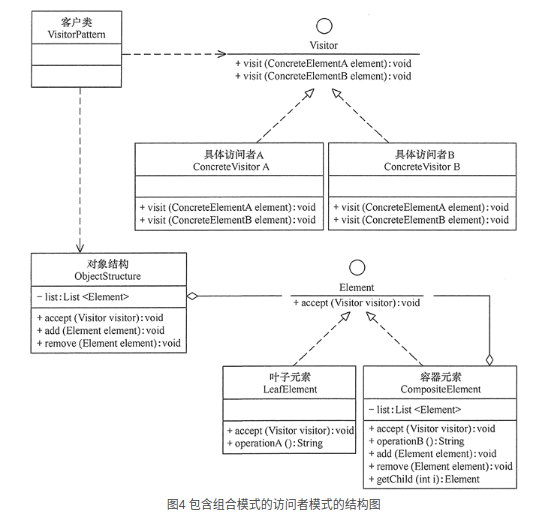 客户类
VisitorPattern
Visitor
+ visit (ConcreteElementA element):void
+ visit (ConcreteElementB element):void
具体访问者A
ConcreteVisitor A
+ visit (ConcreteElementA element):void
+ visit (ConcreteElementB element):void
具体访问者B
ConcreteVisitor B
+ visit (ConcreteElementA element):void
+ visit (ConcreteElementB element):void
对象结构
ObjectStructure
− list:List <Element>
+ accept (Visitor visitor):void
+ add (Element element):void
+ remove (Element element):void
Element
+ accept (Visitor visitor):void
叶子元素
LeafElement
+ accept (Visitor visitor):void
+ operationA ():String
容器元素
CompositeElement
− list:List <Element>
+ accept (Visitor visitor):void
+ operationB ():String
+ add (Element element):void
+ remove (Element element):void
+ getChild (int i):Element
图4 包含组合模式的访问者模式的结构图